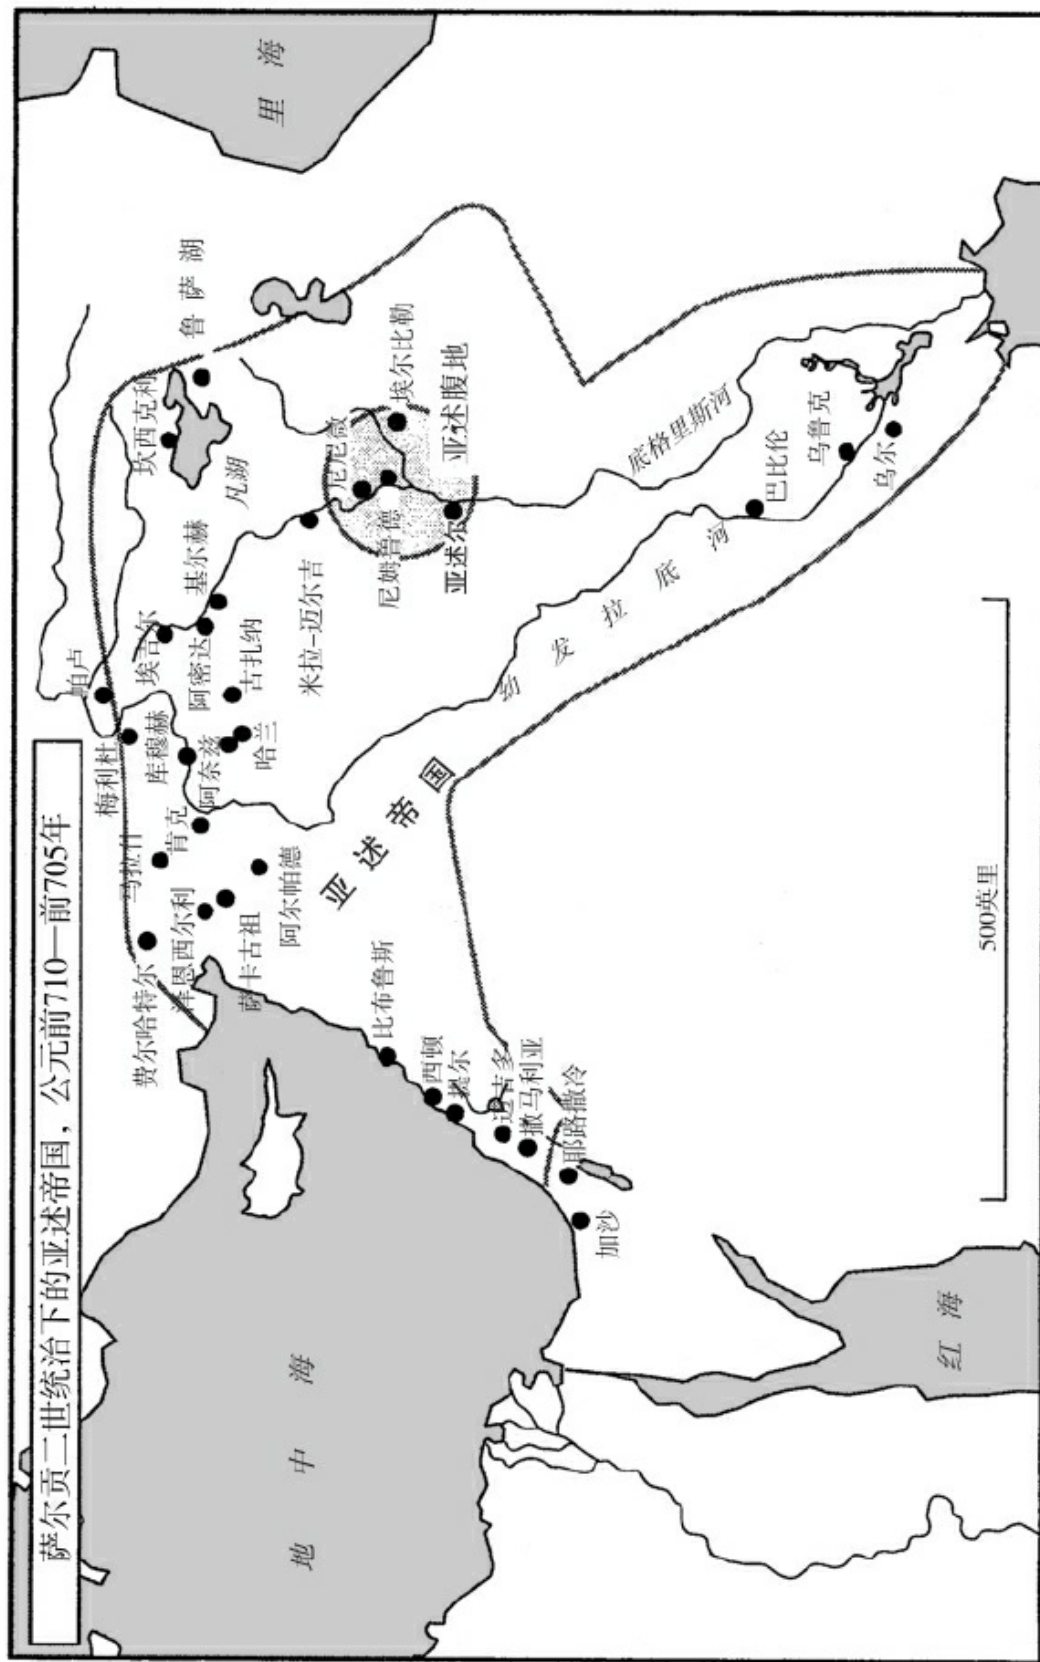 萨尔贡二世统治下的亚述帝国，公元前710—前705年
里海
地中海
红海
鲁萨湖
坎西克利
凡湖
帕卢
埃吉尔
基尔赫
阿密达
古扎纳
梅利杜
库穆赫
阿奈兹
哈兰
马拉什
肯克
费尔哈特尔
泽恩西尔利
萨卡古祖
阿尔帕德
米拉-迈尔吉
尼尼微
尼姆鲁德
埃尔比勒
亚述尔
亚述腹地
底格里斯河
幼发拉底河
巴比伦
乌鲁克
乌尔
亚述帝国
比布鲁斯
西顿
提尔
迈吉多
撒马利亚
耶路撒冷
加沙
500英里